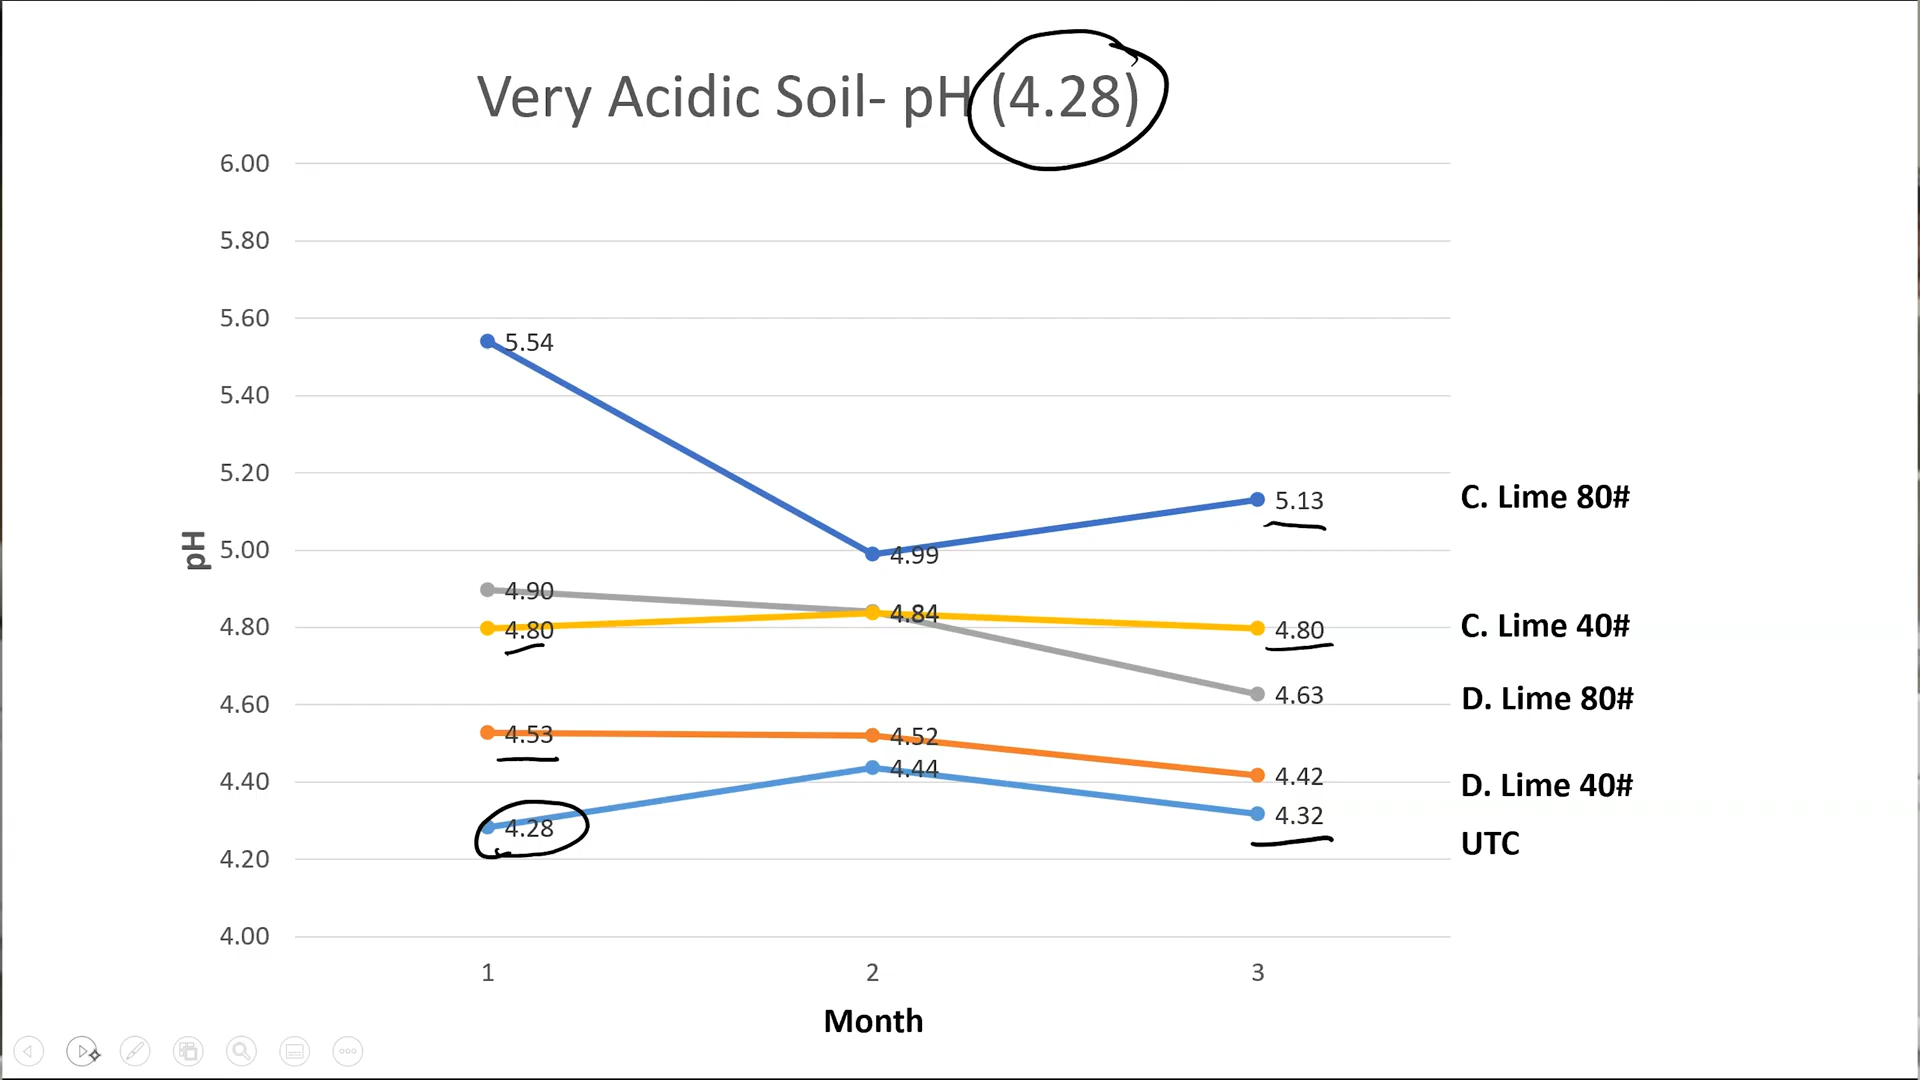 Very Acidic Soil- pH (4.28)
6.00
5.80
5.60
5.54
5.40
5.20
5.13
C. Lime 80#
pH
5.00
4.99
4.90
4.84
4.80
4.80
4.80
C. Lime 40#
4.63
D. Lime 80#
4.60
4.53
4.52
4.44
4.40
4.42
D. Lime 40#
4.28
4.32
UTC
4.20
4.00
1 2 3
Month